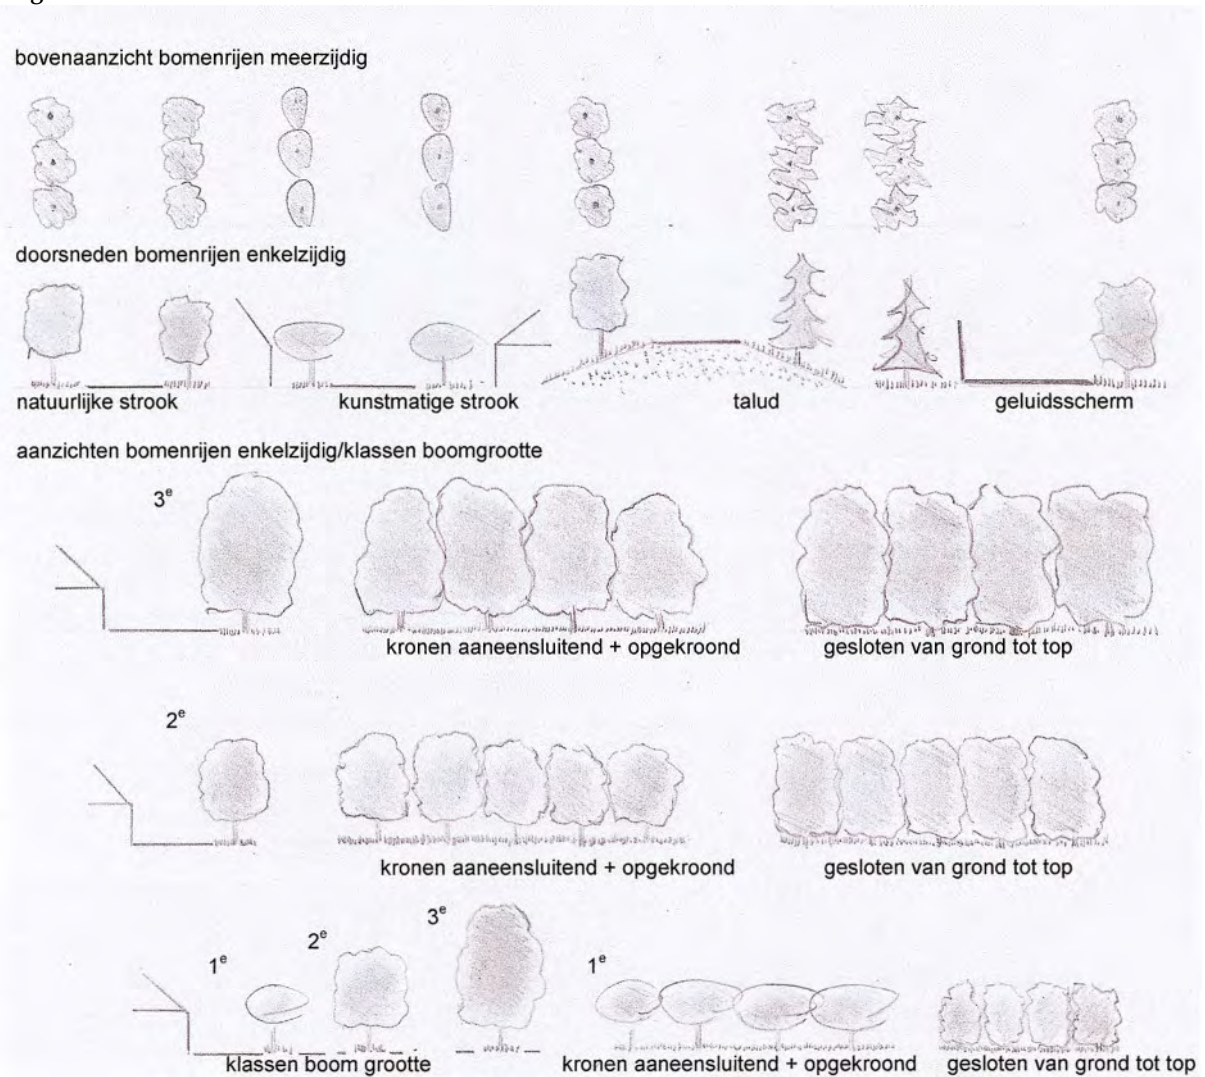 bovenaanzicht bomenrijen meerzijdig
doorsneden bomenrijen enkelzijdig
natuurlijke strook kunstmatige strook talud geluidsscherm
aanzichten bomenrijen enkelzijdig/klassen boomgrootte
3e
kronen aaneensluitend + opgekroond gesloten van grond tot top
2e
kronen aaneensluitend + opgekroond gesloten van grond tot top
1e 2e 3e 1e
klassen boom grootte kronen aaneensluitend + opgekroond gesloten van grond tot top